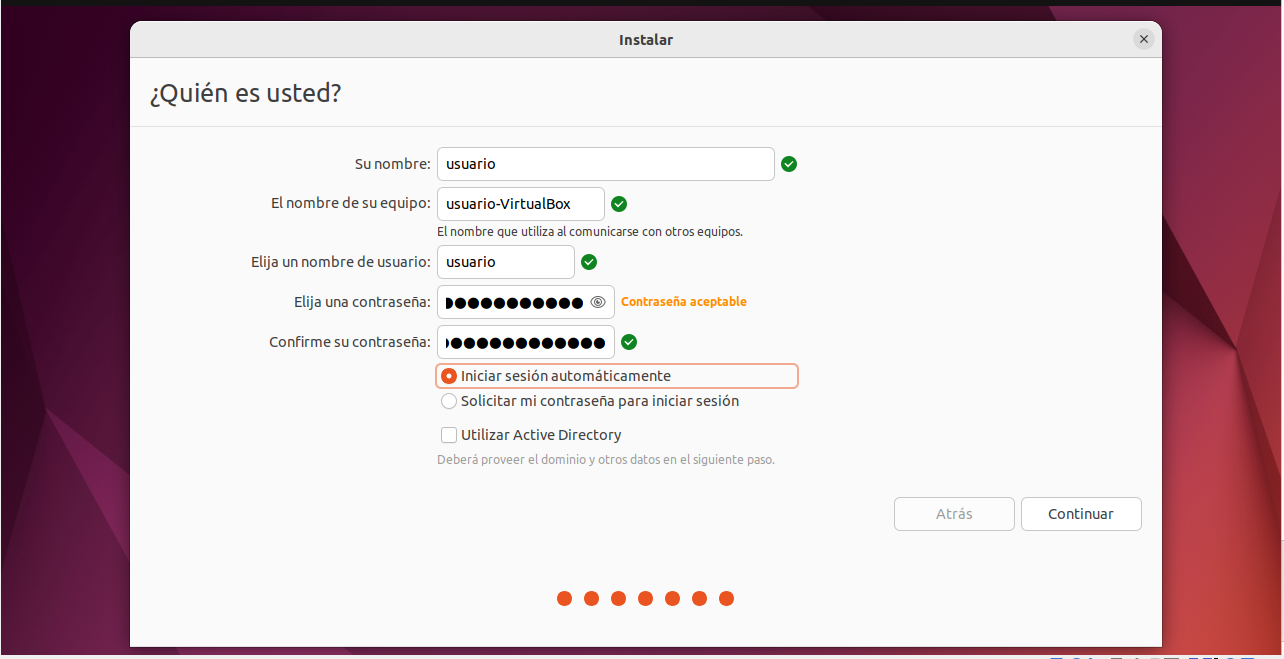 Instalar
¿Quién es usted?
Su nombre: usuario
El nombre de su equipo: usuario-VirtualBox
El nombre que utiliza al comunicarse con otros equipos.
Elija un nombre de usuario: usuario
Elija una contraseña: Contraseña aceptable
Confirme su contraseña:
Iniciar sesión automáticamente
Solicitar mi contraseña para iniciar sesión
Utilizar Active Directory
Deberá proveer el dominio y otros datos en el siguiente paso.
Atrás Continuar